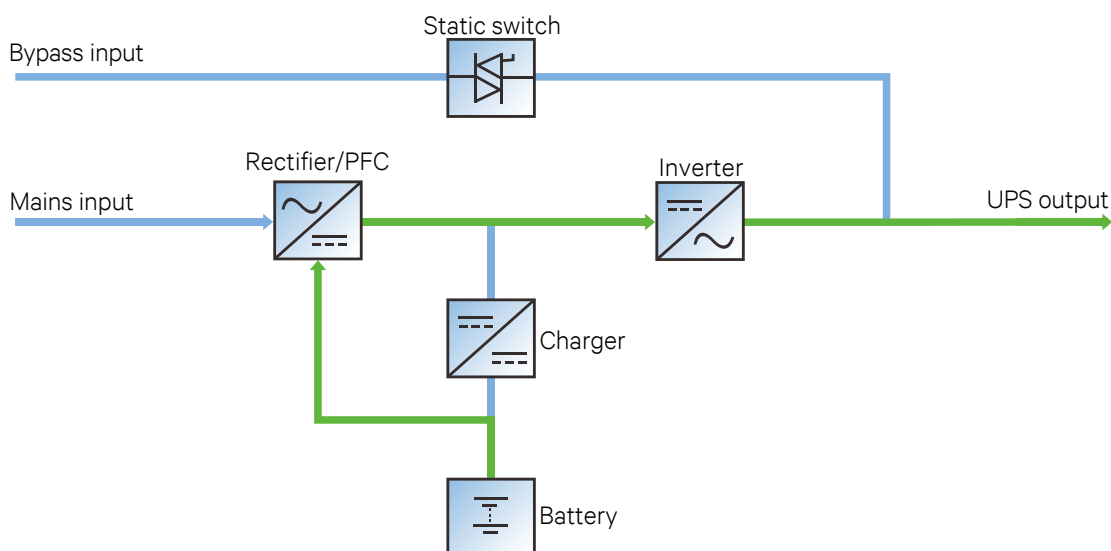 Static switch
Bypass input
Rectifier/PFC
Inverter
Mains input
UPS output
Charger
Battery